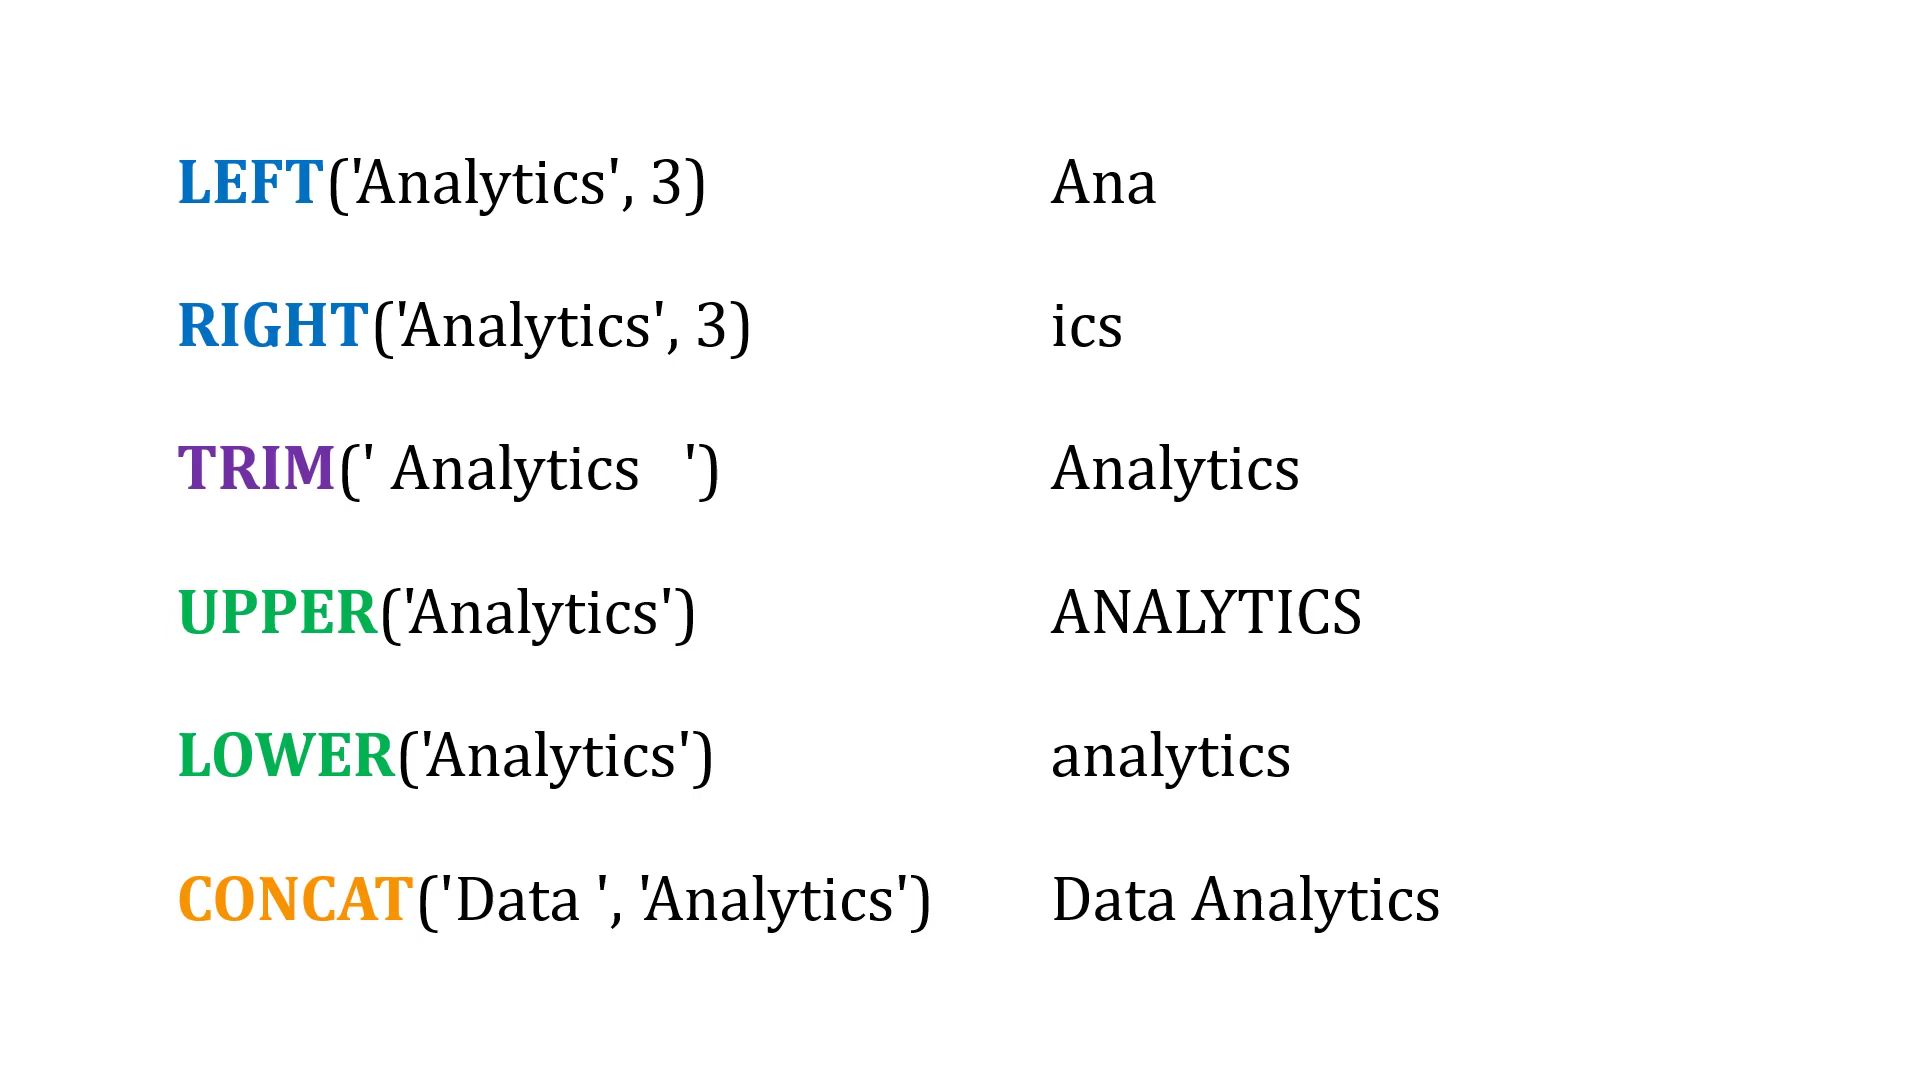 LEFT('Analytics', 3) Ana
RIGHT('Analytics', 3) ics
TRIM(' Analytics   ') Analytics
UPPER('Analytics') ANALYTICS
LOWER('Analytics') analytics
CONCAT('Data ', 'Analytics') Data Analytics